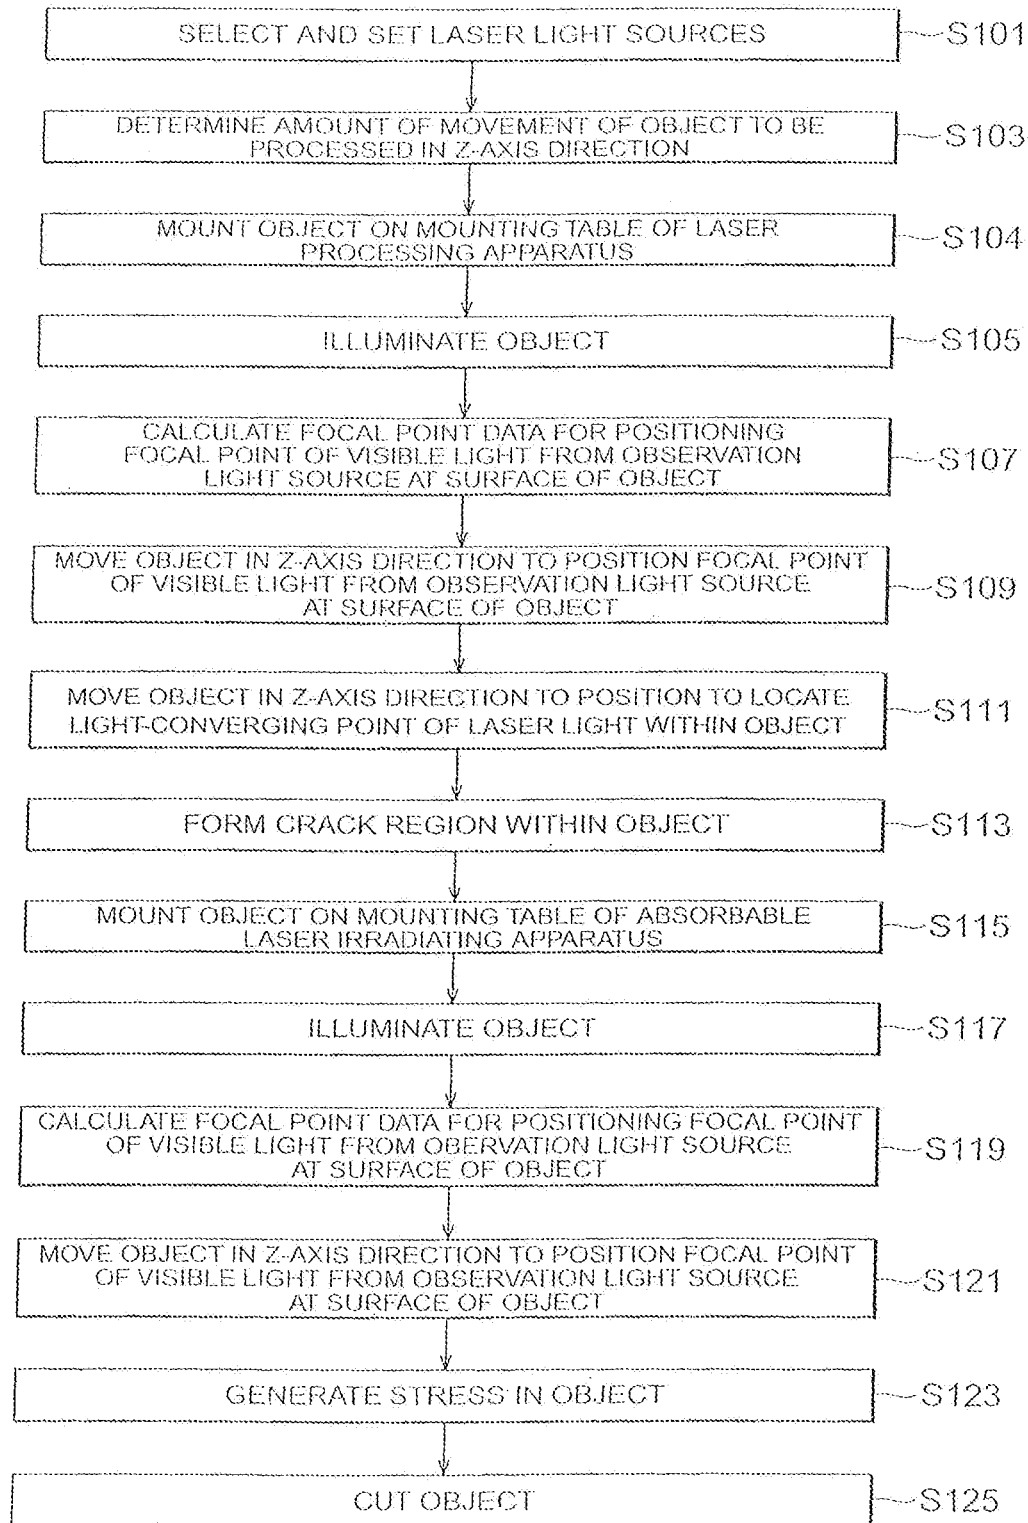 SELECT AND SET LASER LIGHT SOURCES
S101
DETERMINE AMOUNT OF MOVEMENT OF OBJECT TO BE
PROCESSED IN Z-AXIS DIRECTION
S103
MOUNT OBJECT ON MOUNTING TABLE OF LASER
PROCESSING APPARATUS
S104
ILLUMINATE OBJECT
S105
CALCULATE FOCAL POINT DATA FOR POSITIONING
FOCAL POINT OF VISIBLE LIGHT FROM OBSERVATION
LIGHT SOURCE AT SURFACE OF OBJECT
S107
MOVE OBJECT IN Z-AXIS DIRECTION TO POSITION FOCAL POINT
OF VISIBLE LIGHT FROM OBSERVATION LIGHT SOURCE
AT SURFACE OF OBJECT
S109
MOVE OBJECT IN Z-AXIS DIRECTION TO POSITION TO LOCATE
LIGHT-CONVERGING POINT OF LASER LIGHT WITHIN OBJECT
S111
FORM CRACK REGION WITHIN OBJECT
S113
MOUNT OBJECT ON MOUNTING TABLE OF ABSORBABLE
LASER IRRADIATING APPARATUS
S115
ILLUMINATE OBJECT
S117
CALCULATE FOCAL POINT DATA FOR POSITIONING FOCAL POINT
OF VISIBLE LIGHT FROM OBERVATION LIGHT SOURCE
AT SURFACE OF OBJECT
S119
MOVE OBJECT IN Z-AXIS DIRECTION TO POSITION FOCAL POINT
OF VISIBLE LIGHT FROM OBSERVATION LIGHT SOURCE
AT SURFACE OF OBJECT
S121
GENERATE STRESS IN OBJECT
S123
CUT OBJECT
S125